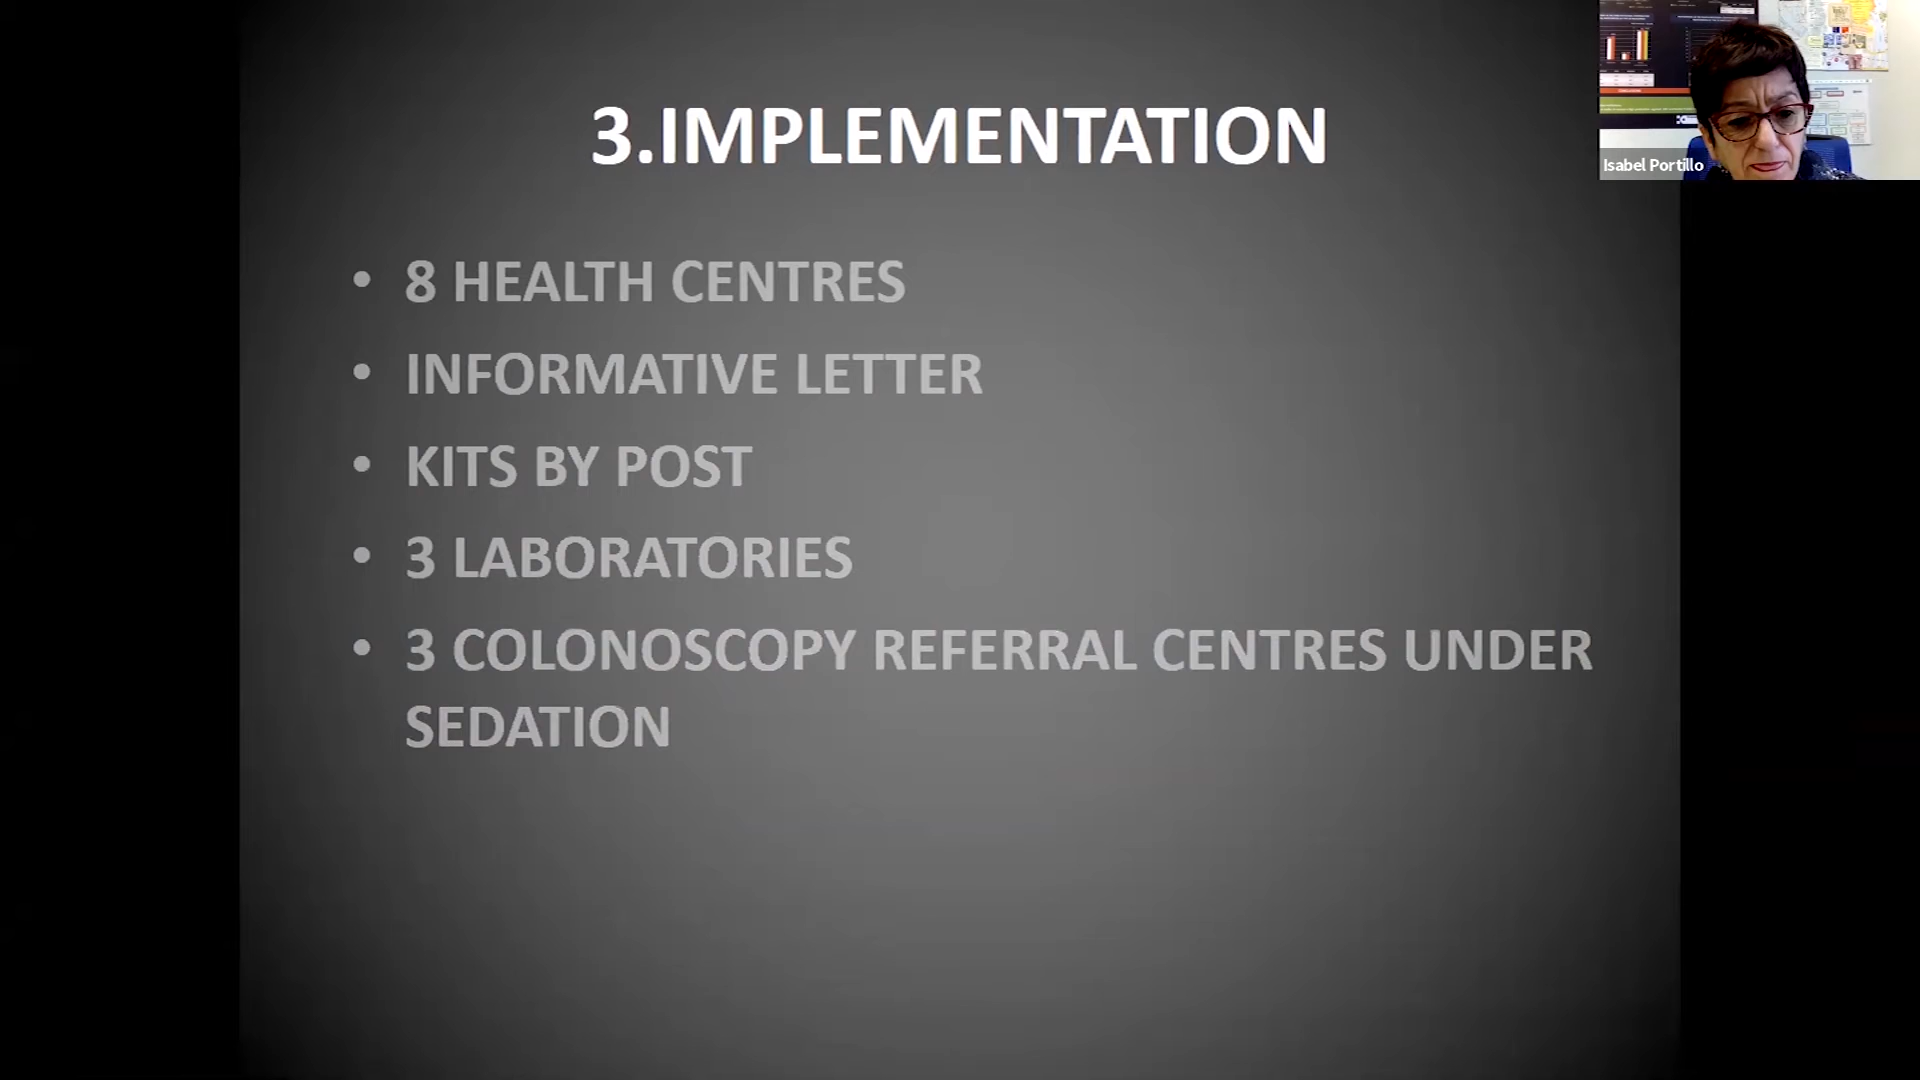 3.IMPLEMENTATION
• 8 HEALTH CENTRES
• INFORMATIVE LETTER
• KITS BY POST
• 3 LABORATORIES
• 3 COLONOSCOPY REFERRAL CENTRES UNDER
SEDATION
Isabel Portillo